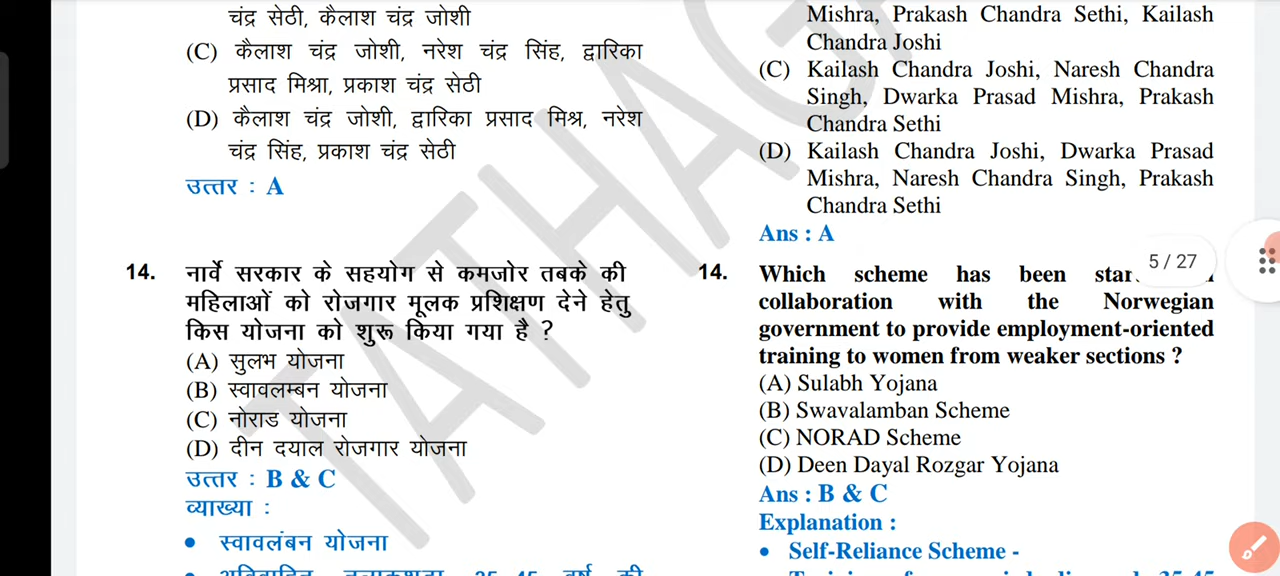 चंद्र सेठी, कैलाश चंद्र जोशी
(C) कैलाश चंद्र जोशी, नरेश चंद्र सिंह, द्वारिका
प्रसाद मिश्रा, प्रकाश चंद्र सेठी
(D) कैलाश चंद्र जोशी, द्वारिका प्रसाद मिश्र, नरेश
चंद्र सिंह, प्रकाश चंद्र सेठी
उत्तर : A
14. नार्वे सरकार के सहयोग से कमजोर तबके की
महिलाओं को रोजगार मूलक प्रशिक्षण देने हेतु
किस योजना को शुरू किया गया है ?
(A) सुलभ योजना
(B) स्वावलम्बन योजना
(C) नोराड योजना
(D) दीन दयाल रोजगार योजना
उत्तर : B & C
व्याख्या :
• स्वावलंबन योजना
Mishra, Prakash Chandra Sethi, Kailash
Chandra Joshi
(C) Kailash Chandra Joshi, Naresh Chandra
Singh, Dwarka Prasad Mishra, Prakash
Chandra Sethi
(D) Kailash Chandra Joshi, Dwarka Prasad
Mishra, Naresh Chandra Singh, Prakash
Chandra Sethi
Ans : A
14. Which scheme has been
collaboration with the Norwegian
government to provide employment-oriented
training to women from weaker sections ?
(A) Sulabh Yojana
(B) Swavalamban Scheme
(C) NORAD Scheme
(D) Deen Dayal Rozgar Yojana
Ans : B & C
Explanation :
• Self-Reliance Scheme -
5 / 27
TATHAG